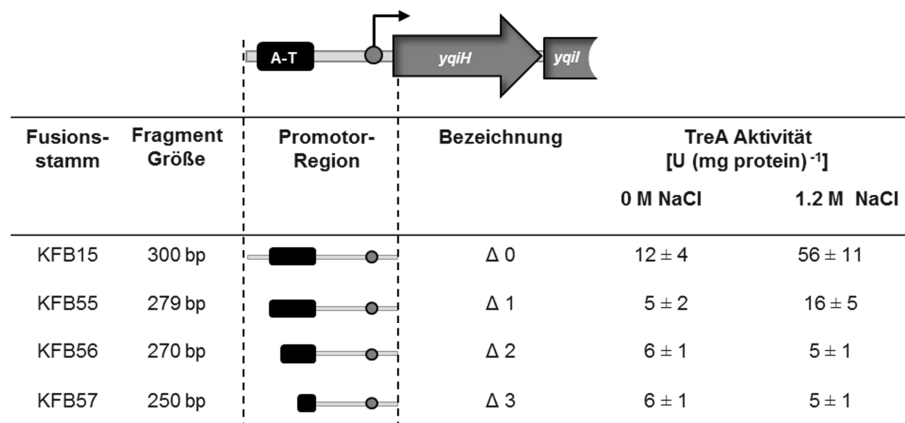 A-T yqiH yqiI
Fusions- Fragment Promotor- Bezeichnung TreA Aktivität
stamm Größe Region [U (mg protein) -1]
0 M NaCl 1.2 M NaCl
KFB15 300 bp Δ 0 12 ± 4 56 ± 11
KFB55 279 bp Δ 1 5 ± 2 16 ± 5
KFB56 270 bp Δ 2 6 ± 1 5 ± 1
KFB57 250 bp Δ 3 6 ± 1 5 ± 1